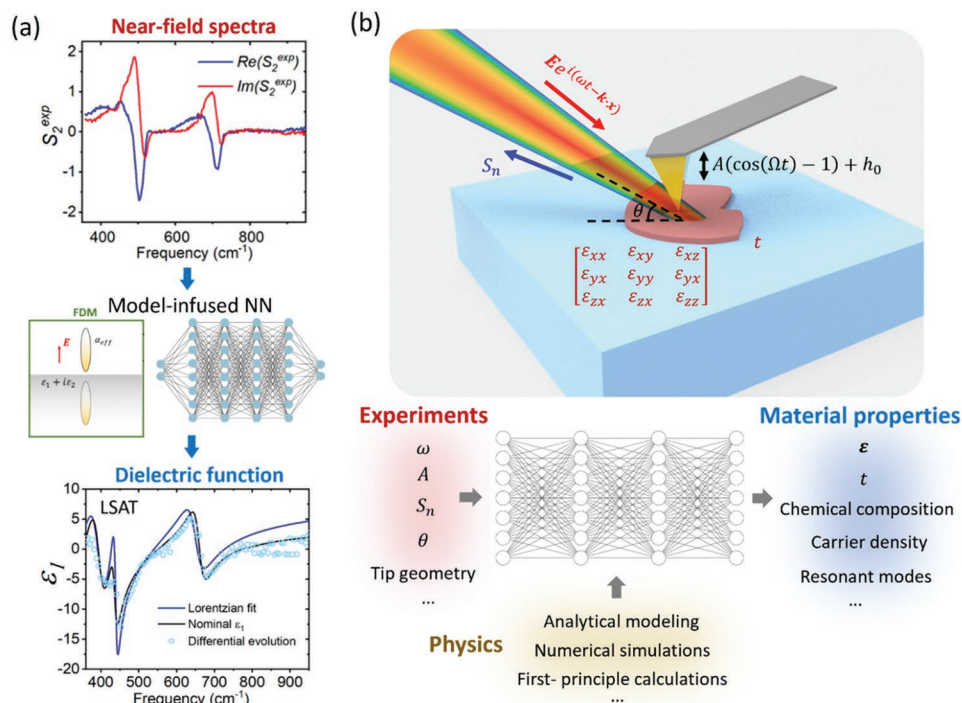 (a)
Near-field spectra
2
1
0
-1
-2
S₂ᵉˣᵖ
Re(S₂ᵉˣᵖ)
Im(S₂ᵉˣᵖ)
400 600 800
Frequency (cm⁻¹)
Model-infused NN
FDM
E
a_eff
ε₁ + iε₂
Dielectric function
10
5
0
-5
-10
-15
-20
ε₁
LSAT
Lorentzian fit
Nominal ε₁
Differential evolution
400 500 600 700 800 900
Frequency (cm⁻¹)
(b)
Ee^{i(ωt−k·x)}
Sₙ
A(cos(Ωt) − 1) + h₀
θ
t
εxx εxy εxz
εyx εyy εyx
εzx εzx εzz
Experiments
ω
A
Sₙ
θ
Tip geometry
...
Physics
Analytical modeling
Numerical simulations
First- principle calculations
...
Material properties
ε
t
Chemical composition
Carrier density
Resonant modes
...